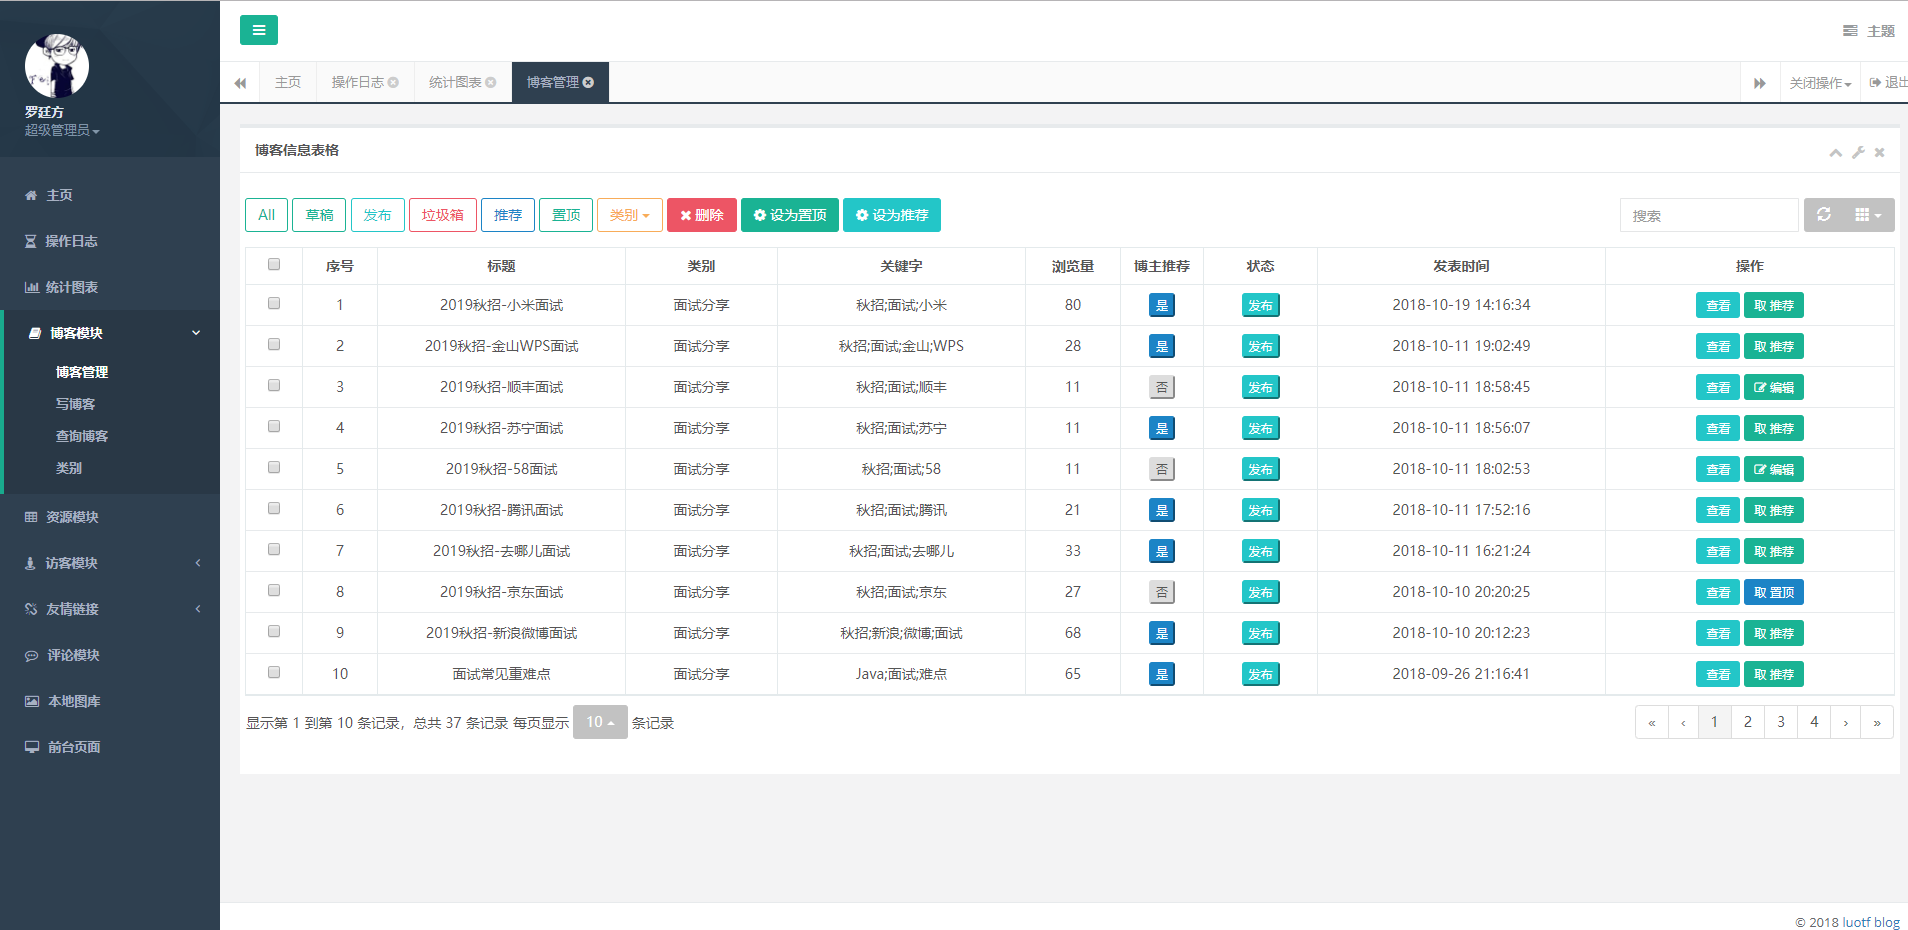 主题
主页 操作日志 统计图表 博客管理 关闭操作 退出
罗廷方
超级管理员
主页
操作日志
统计图表
博客模块
博客管理
写博客
查询博客
类别
资源模块
访客模块
友情链接
评论模块
本地图库
前台页面
博客信息表格
All 草稿 发布 垃圾箱 推荐 置顶 类别 删除 设为置顶 设为推荐 搜索
序号 标题 类别 关键字 浏览量 博主推荐 状态 发表时间 操作
1 2019秋招-小米面试 面试分享 秋招;面试;小米 80 是 发布 2018-10-19 14:16:34 查看 取 推荐
2 2019秋招-金山WPS面试 面试分享 秋招;面试;金山;WPS 28 是 发布 2018-10-11 19:02:49 查看 取 推荐
3 2019秋招-顺丰面试 面试分享 秋招;面试;顺丰 11 否 发布 2018-10-11 18:58:45 查看 编辑
4 2019秋招-苏宁面试 面试分享 秋招;面试;苏宁 11 是 发布 2018-10-11 18:56:07 查看 取 推荐
5 2019秋招-58面试 面试分享 秋招;面试;58 11 否 发布 2018-10-11 18:02:53 查看 编辑
6 2019秋招-腾讯面试 面试分享 秋招;面试;腾讯 21 是 发布 2018-10-11 17:52:16 查看 取 推荐
7 2019秋招-去哪儿面试 面试分享 秋招;面试;去哪儿 33 是 发布 2018-10-11 16:21:24 查看 取 推荐
8 2019秋招-京东面试 面试分享 秋招;面试;京东 27 否 发布 2018-10-10 20:20:25 查看 取 置顶
9 2019秋招-新浪微博面试 面试分享 秋招;新浪;微博;面试 68 是 发布 2018-10-10 20:12:23 查看 取 推荐
10 面试常见重难点 面试分享 Java;面试;难点 65 是 发布 2018-09-26 21:16:41 查看 取 推荐
显示第 1 到第 10 条记录，总共 37 条记录 每页显示 10 条记录 « ‹ 1 2 3 4 › »
© 2018 luotf blog